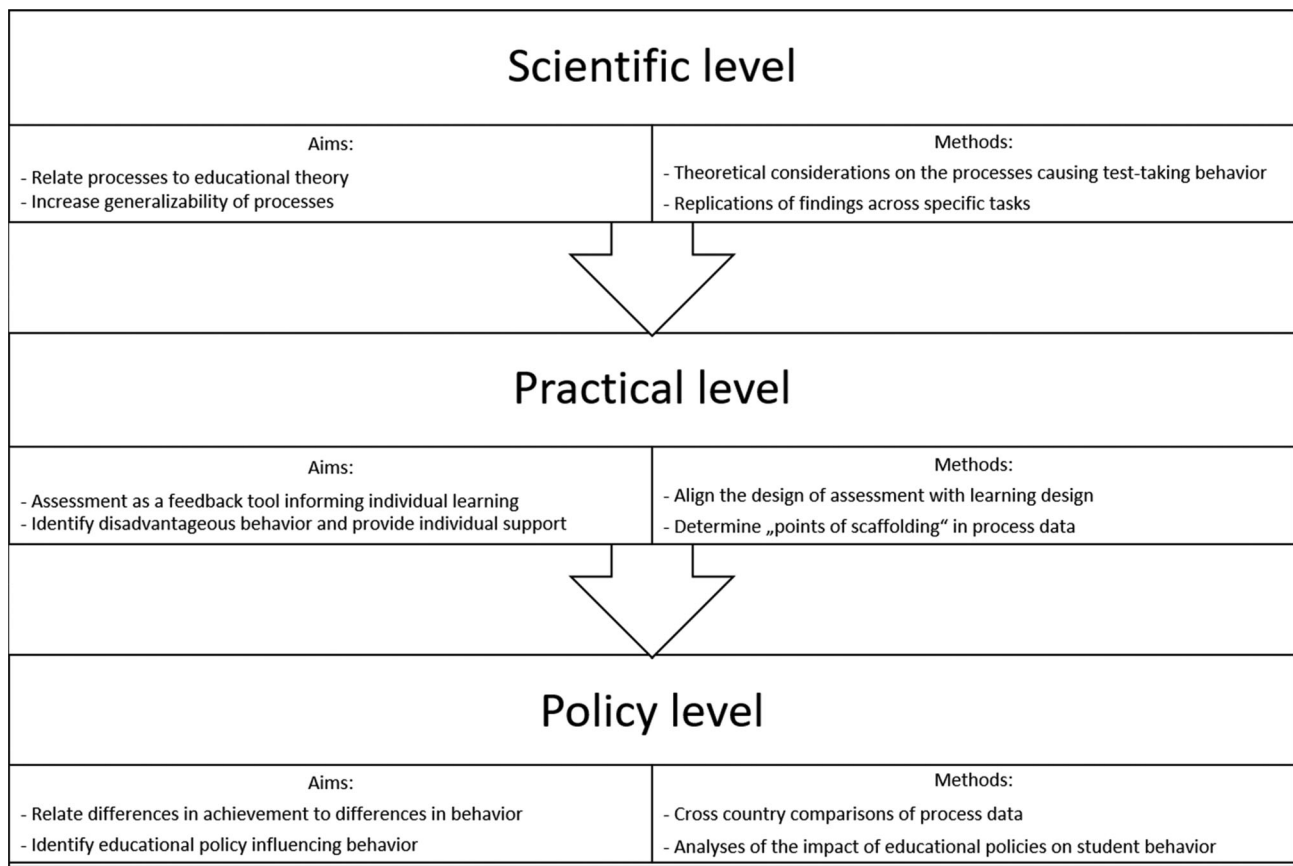 Scientific level
Aims:
- Relate processes to educational theory
- Increase generalizability of processes
Methods:
- Theoretical considerations on the processes causing test-taking behavior
- Replications of findings across specific tasks
Practical level
Aims:
- Assessment as a feedback tool informing individual learning
- Identify disadvantageous behavior and provide individual support
Methods:
- Align the design of assessment with learning design
- Determine „points of scaffolding“ in process data
Policy level
Aims:
- Relate differences in achievement to differences in behavior
- Identify educational policy influencing behavior
Methods:
- Cross country comparisons of process data
- Analyses of the impact of educational policies on student behavior